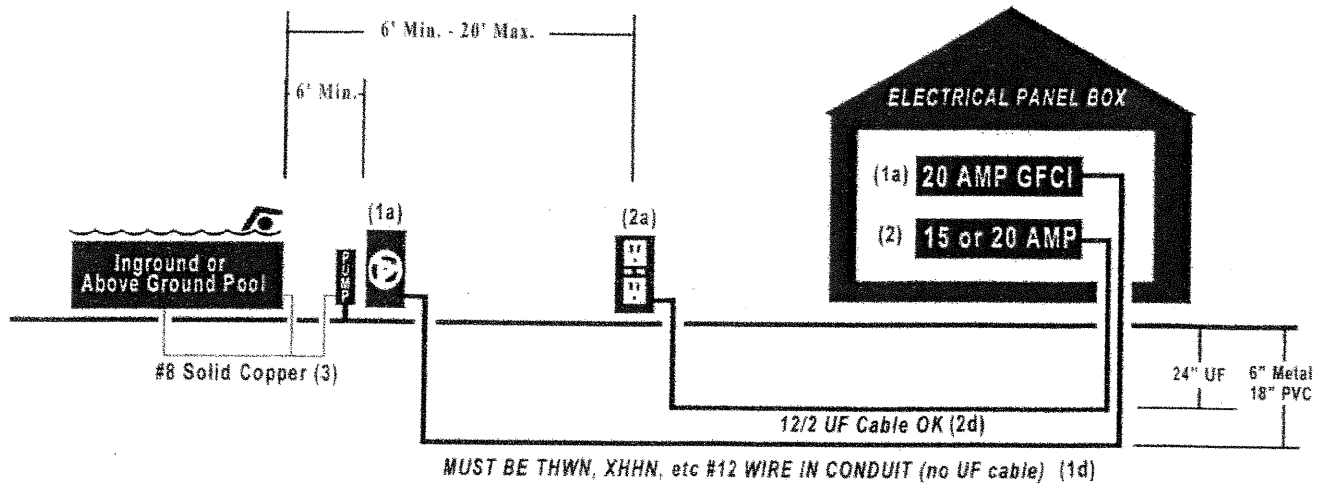 6' Min. - 20' Max.
6' Min.
ELECTRICAL PANEL BOX
(1a) 20 AMP GFCI
(2) 15 or 20 AMP
(1a)
(2a)
PUMP
Inground or
Above Ground Pool
#8 Solid Copper (3)
24" UF
6" Metal
18" PVC
12/2 UF Cable OK (2d)
MUST BE THWN, XHHN, etc #12 WIRE IN CONDUIT (no UF cable) (1d)